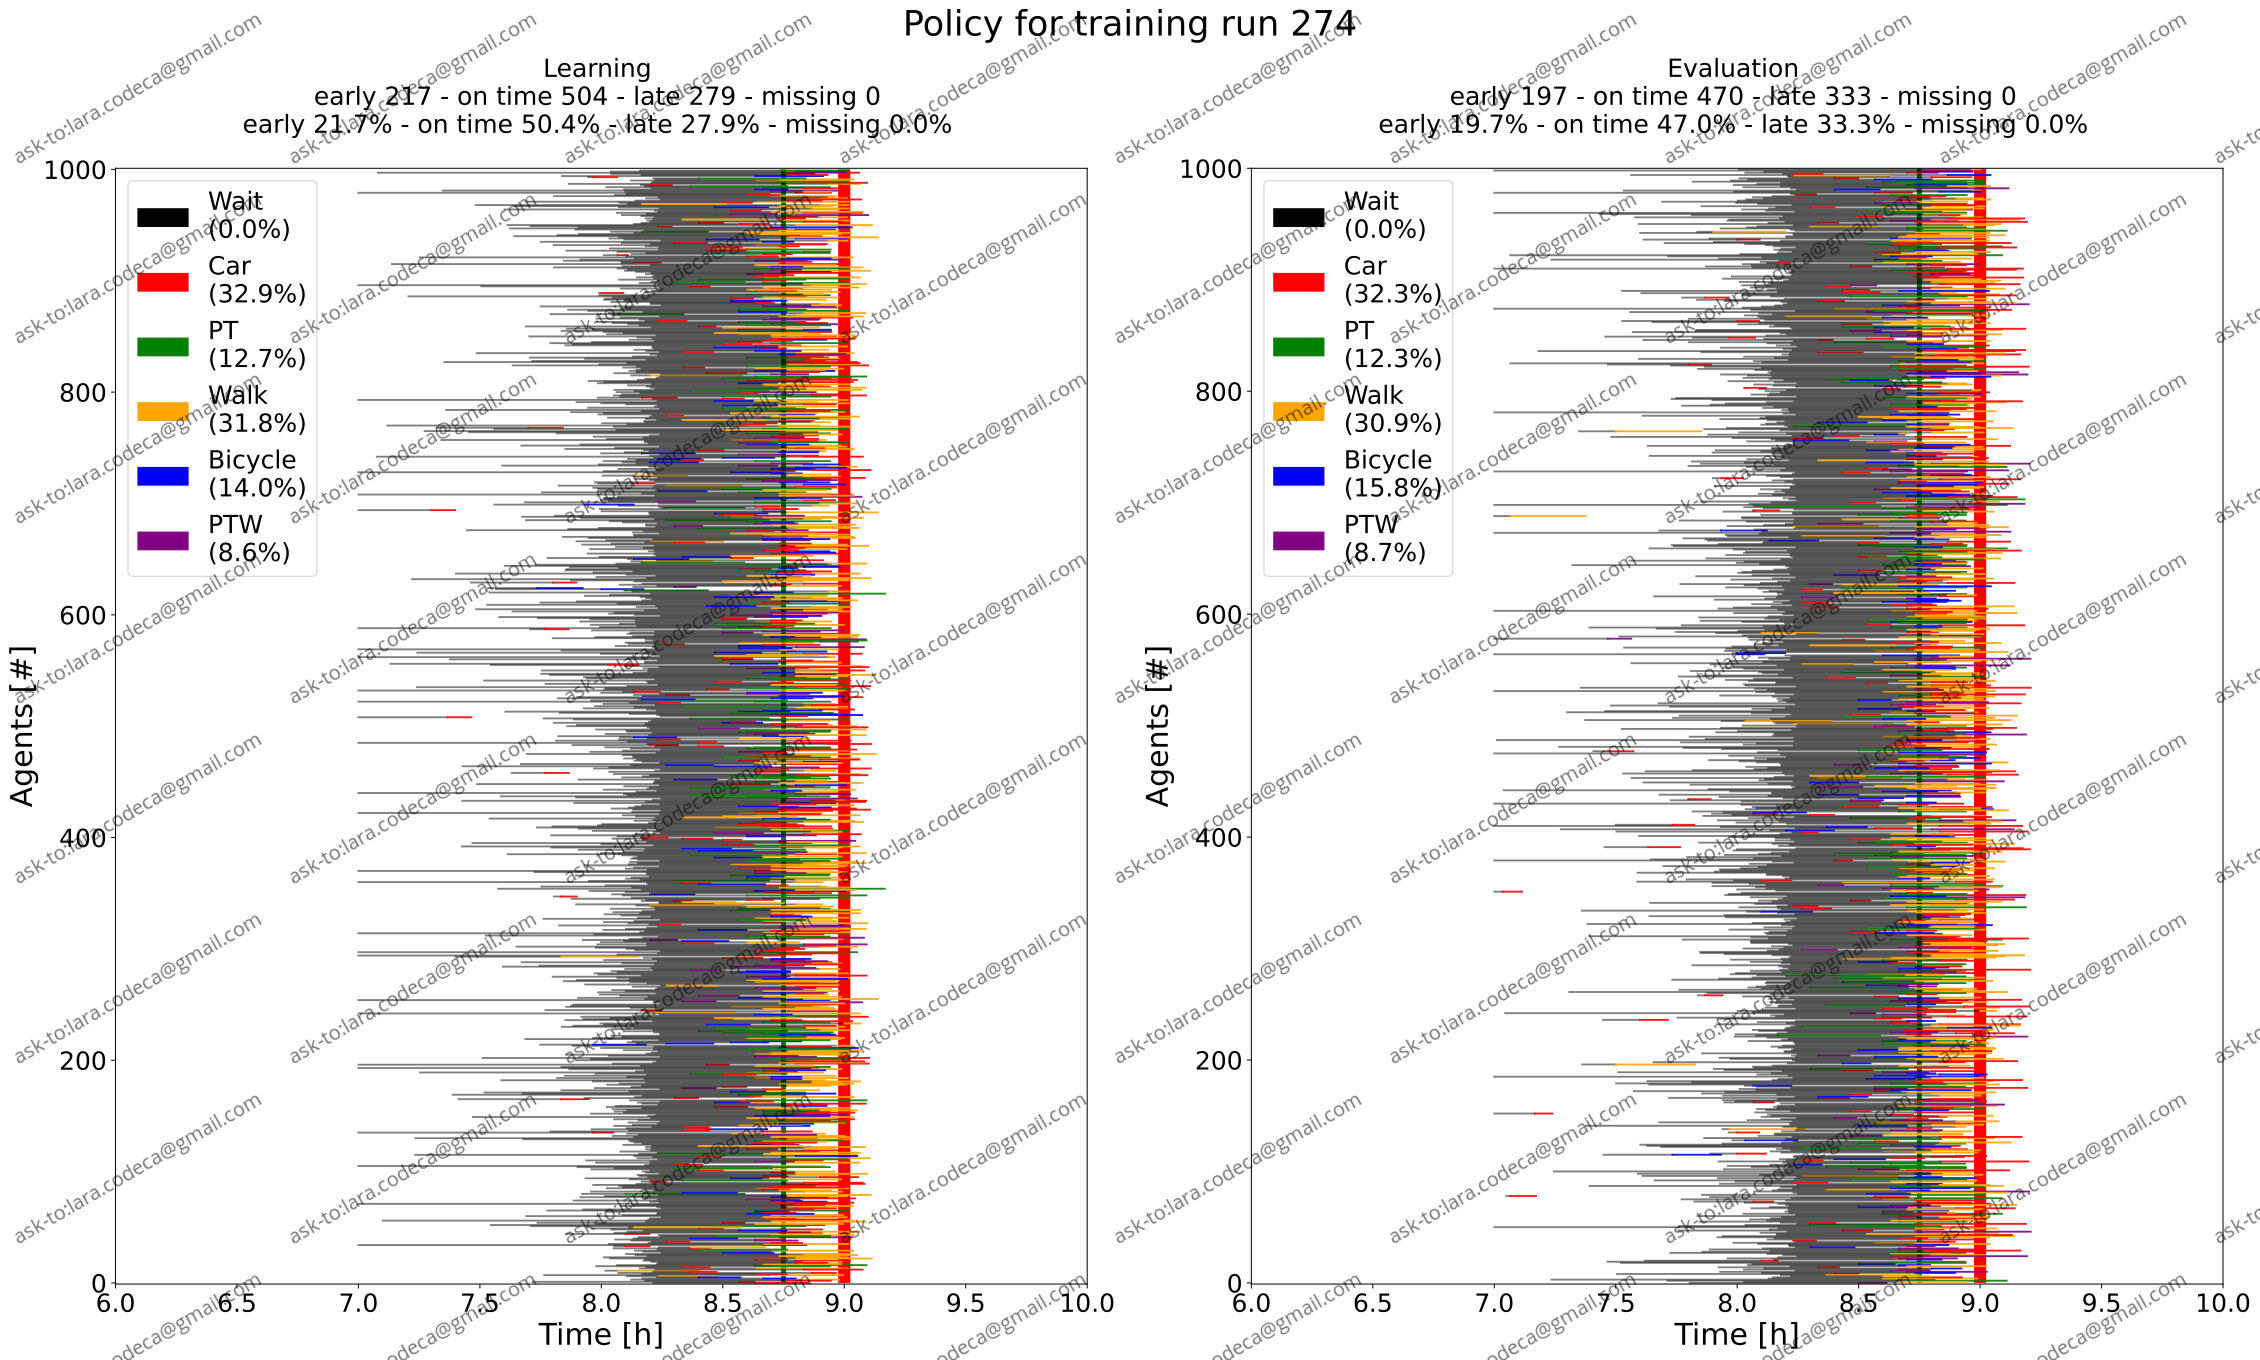 Policy for training run 274
Learning
early 217 - on time 504 - late 279 - missing 0
early 21.7% - on time 50.4% - late 27.9% - missing 0.0%
1000
800
600
400
200
0
Agents [#]
Wait
(0.0%)
Car
(32.9%)
PT
(12.7%)
Walk
(31.8%)
Bicycle
(14.0%)
PTW
(8.6%)
6.0 6.5 7.0 7.5 8.0 8.5 9.0 9.5 10.0
Time [h]
Evaluation
early 197 - on time 470 - late 333 - missing 0
early 19.7% - on time 47.0% - late 33.3% - missing 0.0%
1000
800
600
400
200
0
Agents [#]
Wait
(0.0%)
Car
(32.3%)
PT
(12.3%)
Walk
(30.9%)
Bicycle
(15.8%)
PTW
(8.7%)
6.0 6.5 7.0 7.5 8.0 8.5 9.0 9.5 10.0
Time [h]
ask-to:lara.codeca@gmail.com